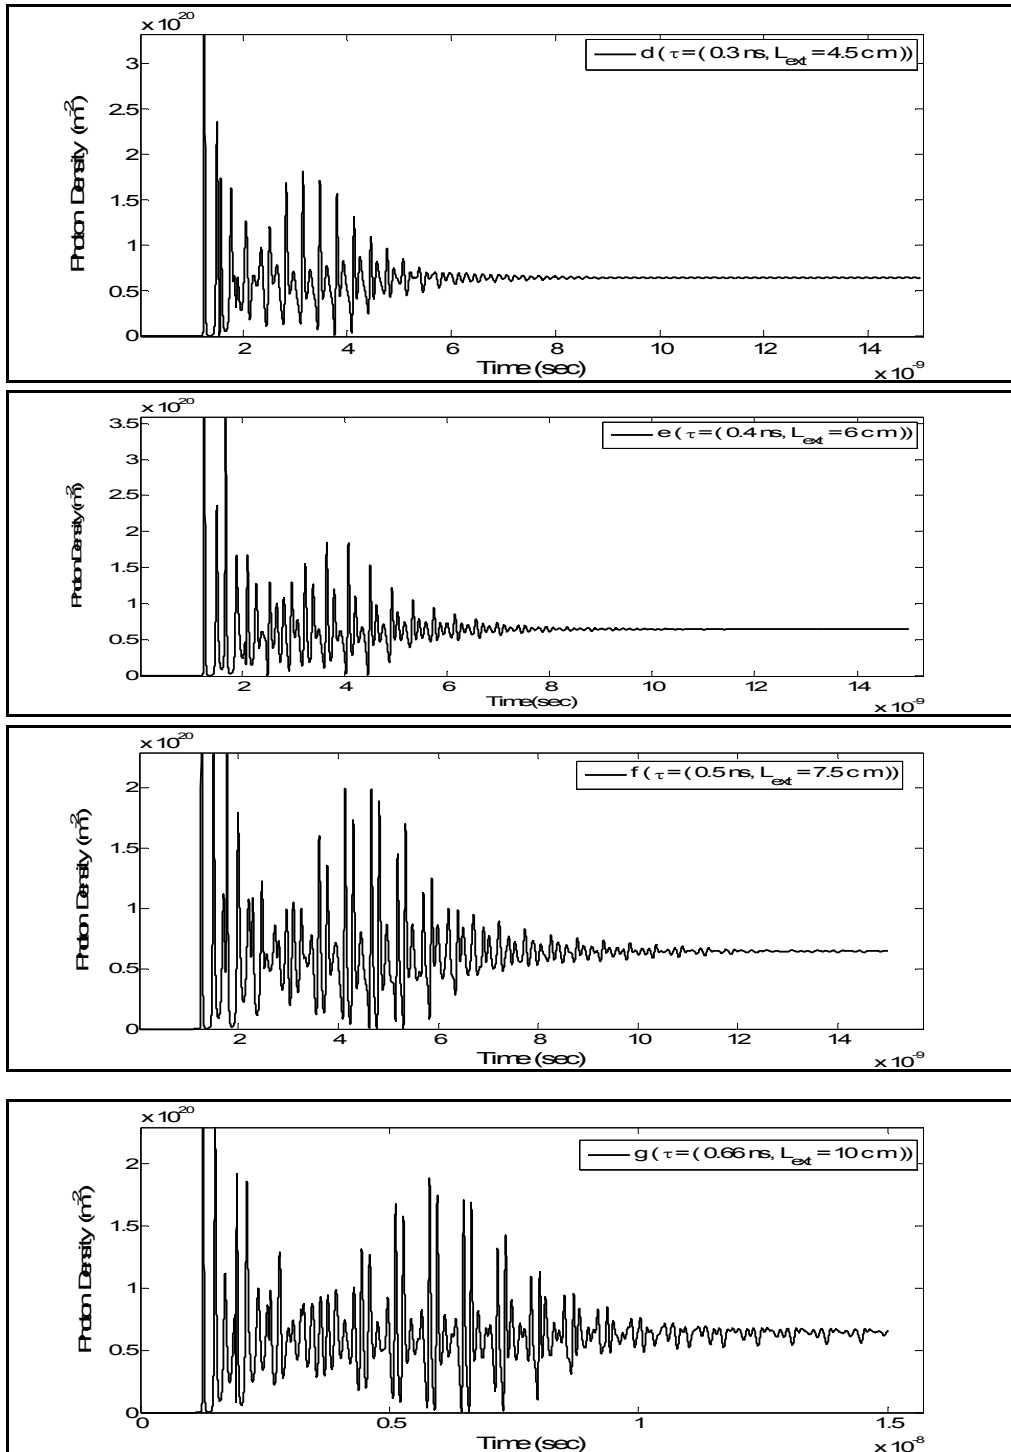 x 10^20
d (τ=(0.3 ns, L_ext=4.5 cm))
3
2.5
2
1.5
1
0.5
0
Photon Density (m^-2)
2 4 6 8 10 12 14
Time (sec)
x 10^-9
x 10^20
e (τ=(0.4 ns, L_ext=6 cm))
3.5
3
2.5
2
1.5
1
0.5
0
Photon Density (m^-2)
2 4 6 8 10 12 14
Time(sec)
x 10^-9
x 10^20
f (τ=(0.5 ns, L_ext=7.5 cm))
2
1.5
1
0.5
0
Photon Density (m^-2)
2 4 6 8 10 12 14
Time (sec)
x 10^-9
x 10^20
g (τ=(0.66 ns, L_ext=10 cm))
2
1.5
1
0.5
0
Photon Density (m^-2)
0 0.5 1 1.5
Time (sec)
x 10^-8